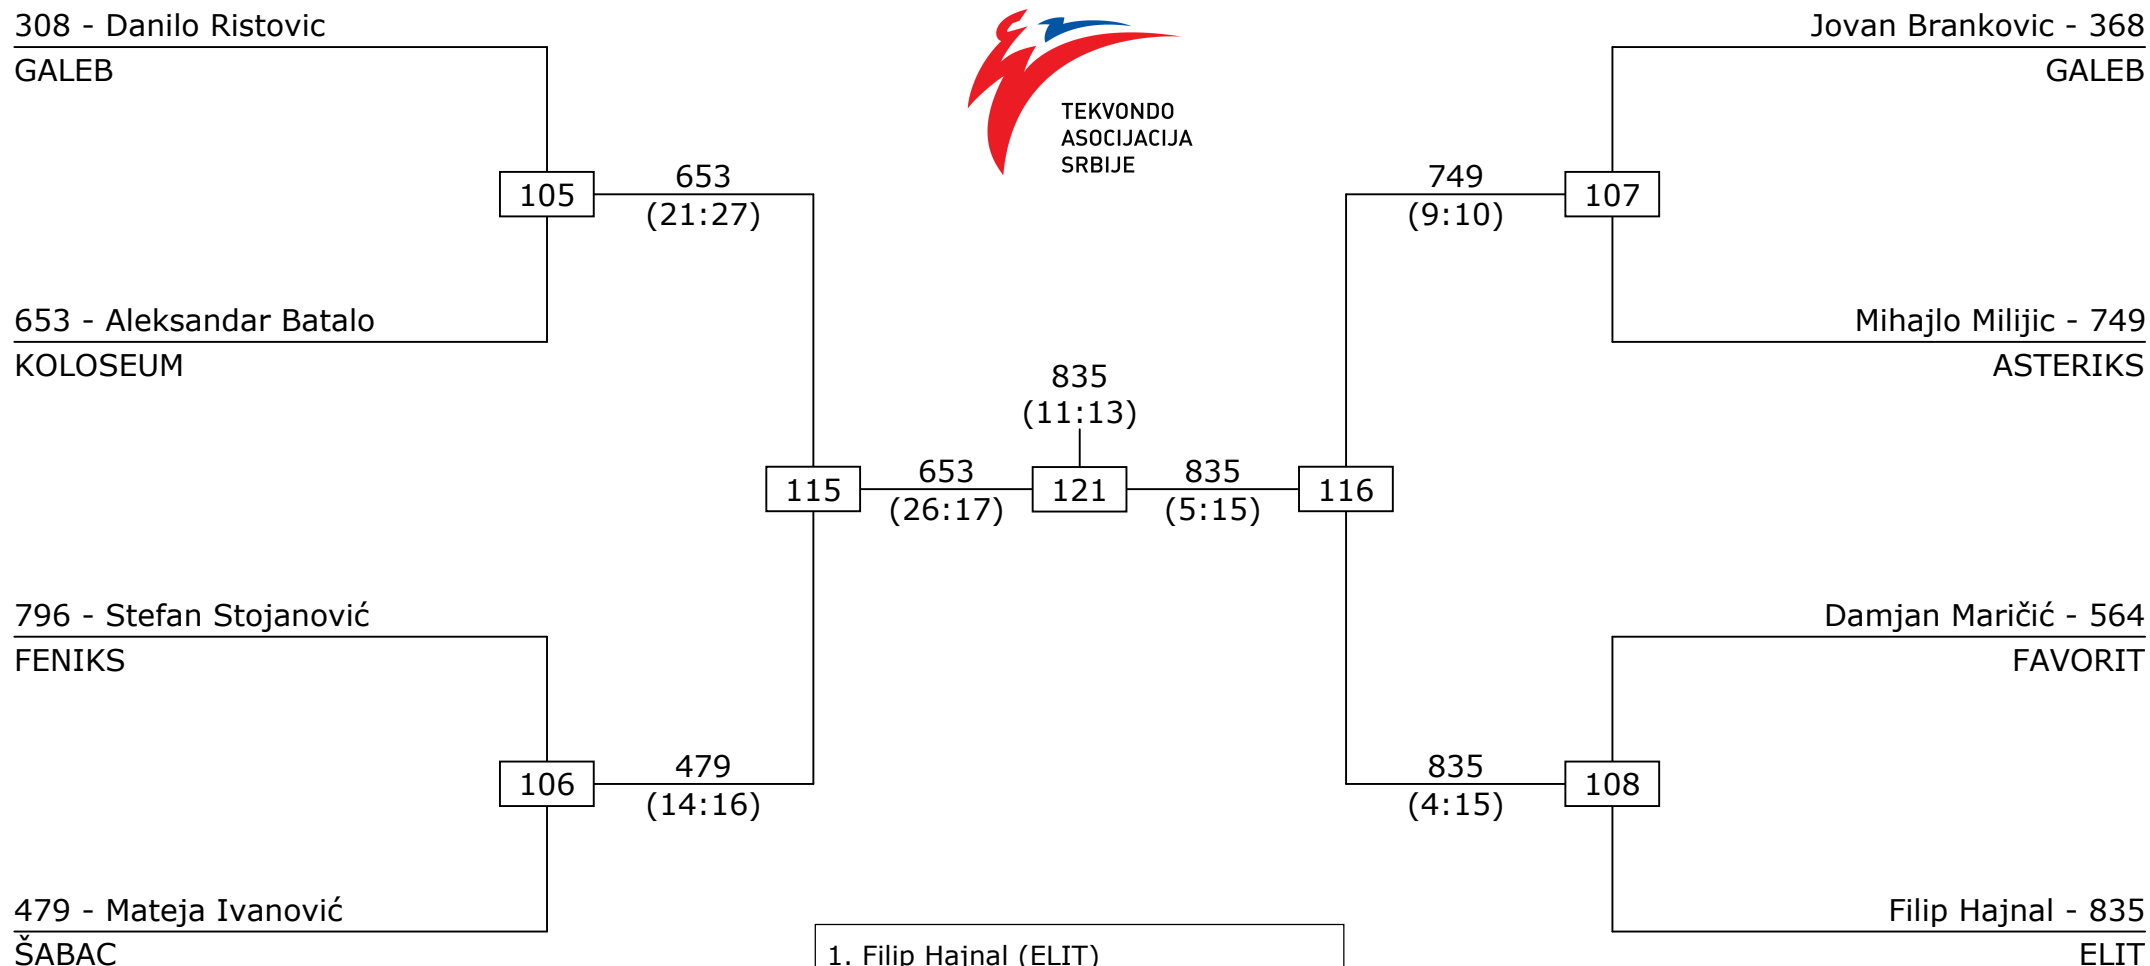 308 - Danilo Ristovic
GALEB
653 - Aleksandar Batalo
KOLOSEUM
796 - Stefan Stojanović
FENIKS
479 - Mateja Ivanović
ŠABAC
105
653
(21:27)
106
479
(14:16)
115
653
(26:17)
TEKVONDO
ASOCIJACIJA
SRBIJE
835
(11:13)
121
835
(5:15)
116
749
(9:10)
107
835
(4:15)
108
Jovan Brankovic - 368
GALEB
Mihajlo Milijic - 749
ASTERIKS
Damjan Maričić - 564
FAVORIT
Filip Hajnal - 835
ELIT
1. Filip Hajnal (ELIT)